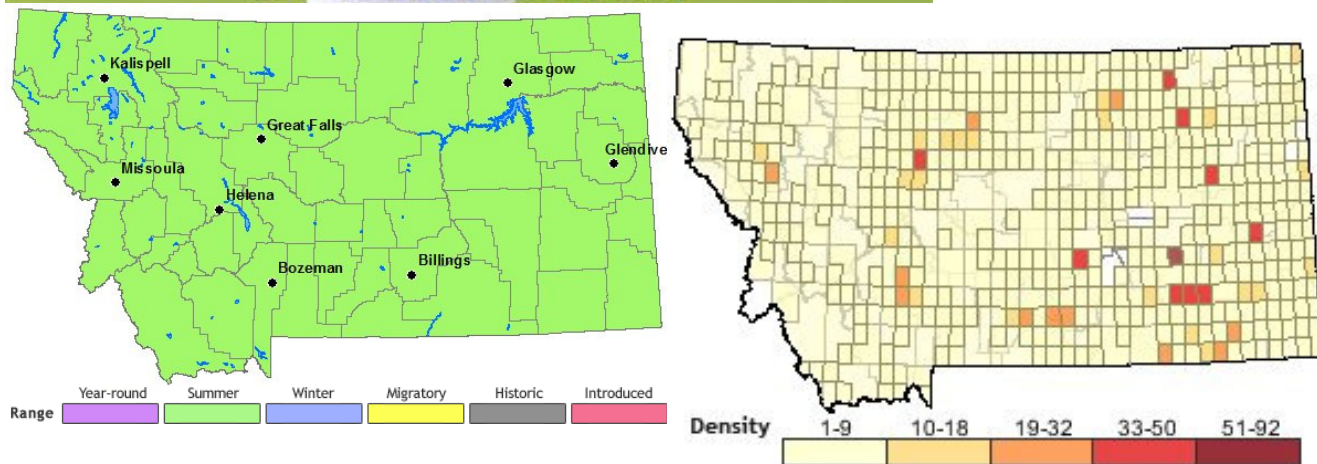 Kalispell
Glasgow
Great Falls
Glendive
Missoula
Helena
Bozeman
Billings
Year-round Summer Winter Migratory Historic Introduced
Range
Density 1-9 10-18 19-32 33-50 51-92